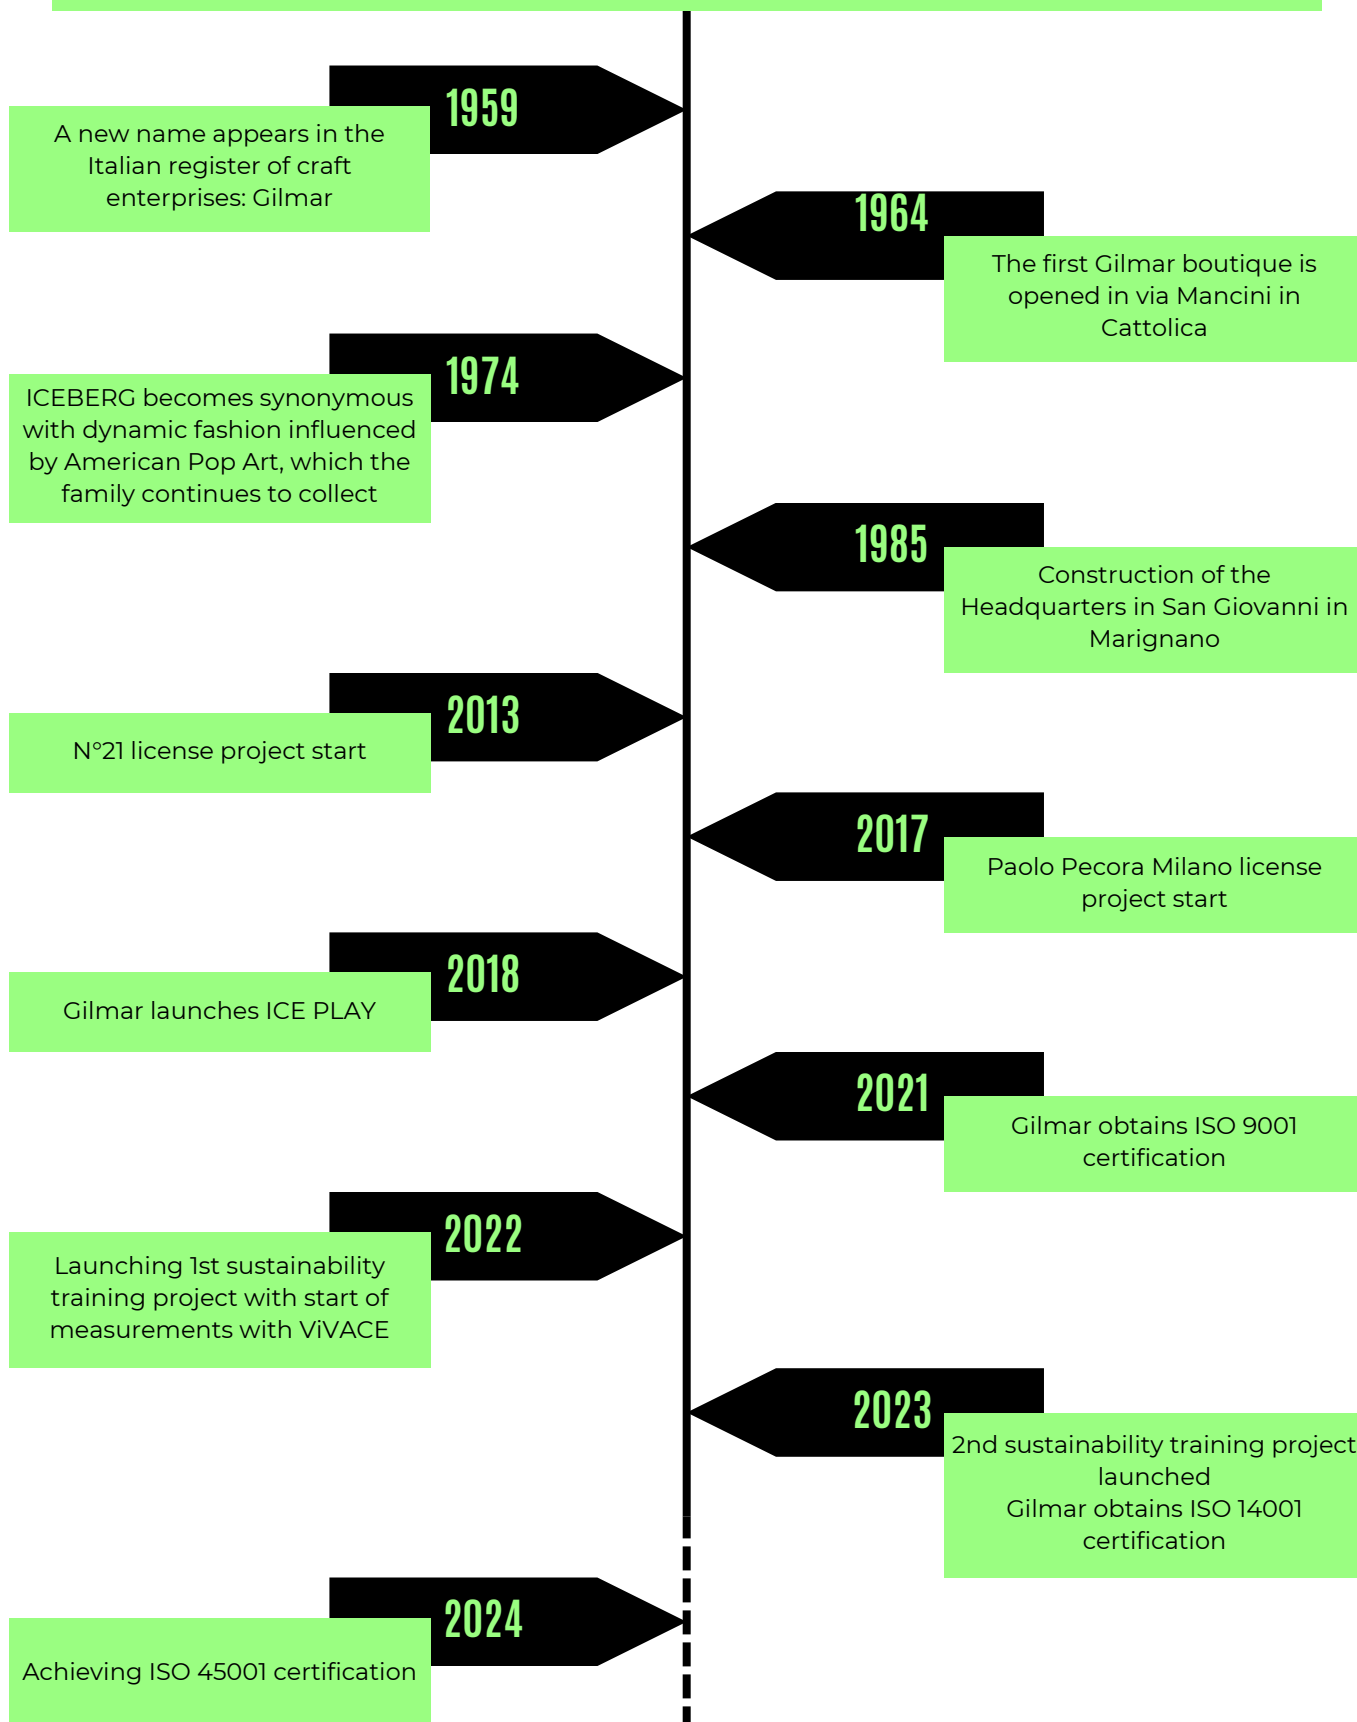 1959
A new name appears in the
Italian register of craft
enterprises: Gilmar
1964
The first Gilmar boutique is
opened in via Mancini in
Cattolica
1974
ICEBERG becomes synonymous
with dynamic fashion influenced
by American Pop Art, which the
family continues to collect
1985
Construction of the
Headquarters in San Giovanni in
Marignano
2013
N°21 license project start
2017
Paolo Pecora Milano license
project start
2018
Gilmar launches ICE PLAY
2021
Gilmar obtains ISO 9001
certification
2022
Launching 1st sustainability
training project with start of
measurements with ViVACE
2023
2nd sustainability training project
launched
Gilmar obtains ISO 14001
certification
2024
Achieving ISO 45001 certification